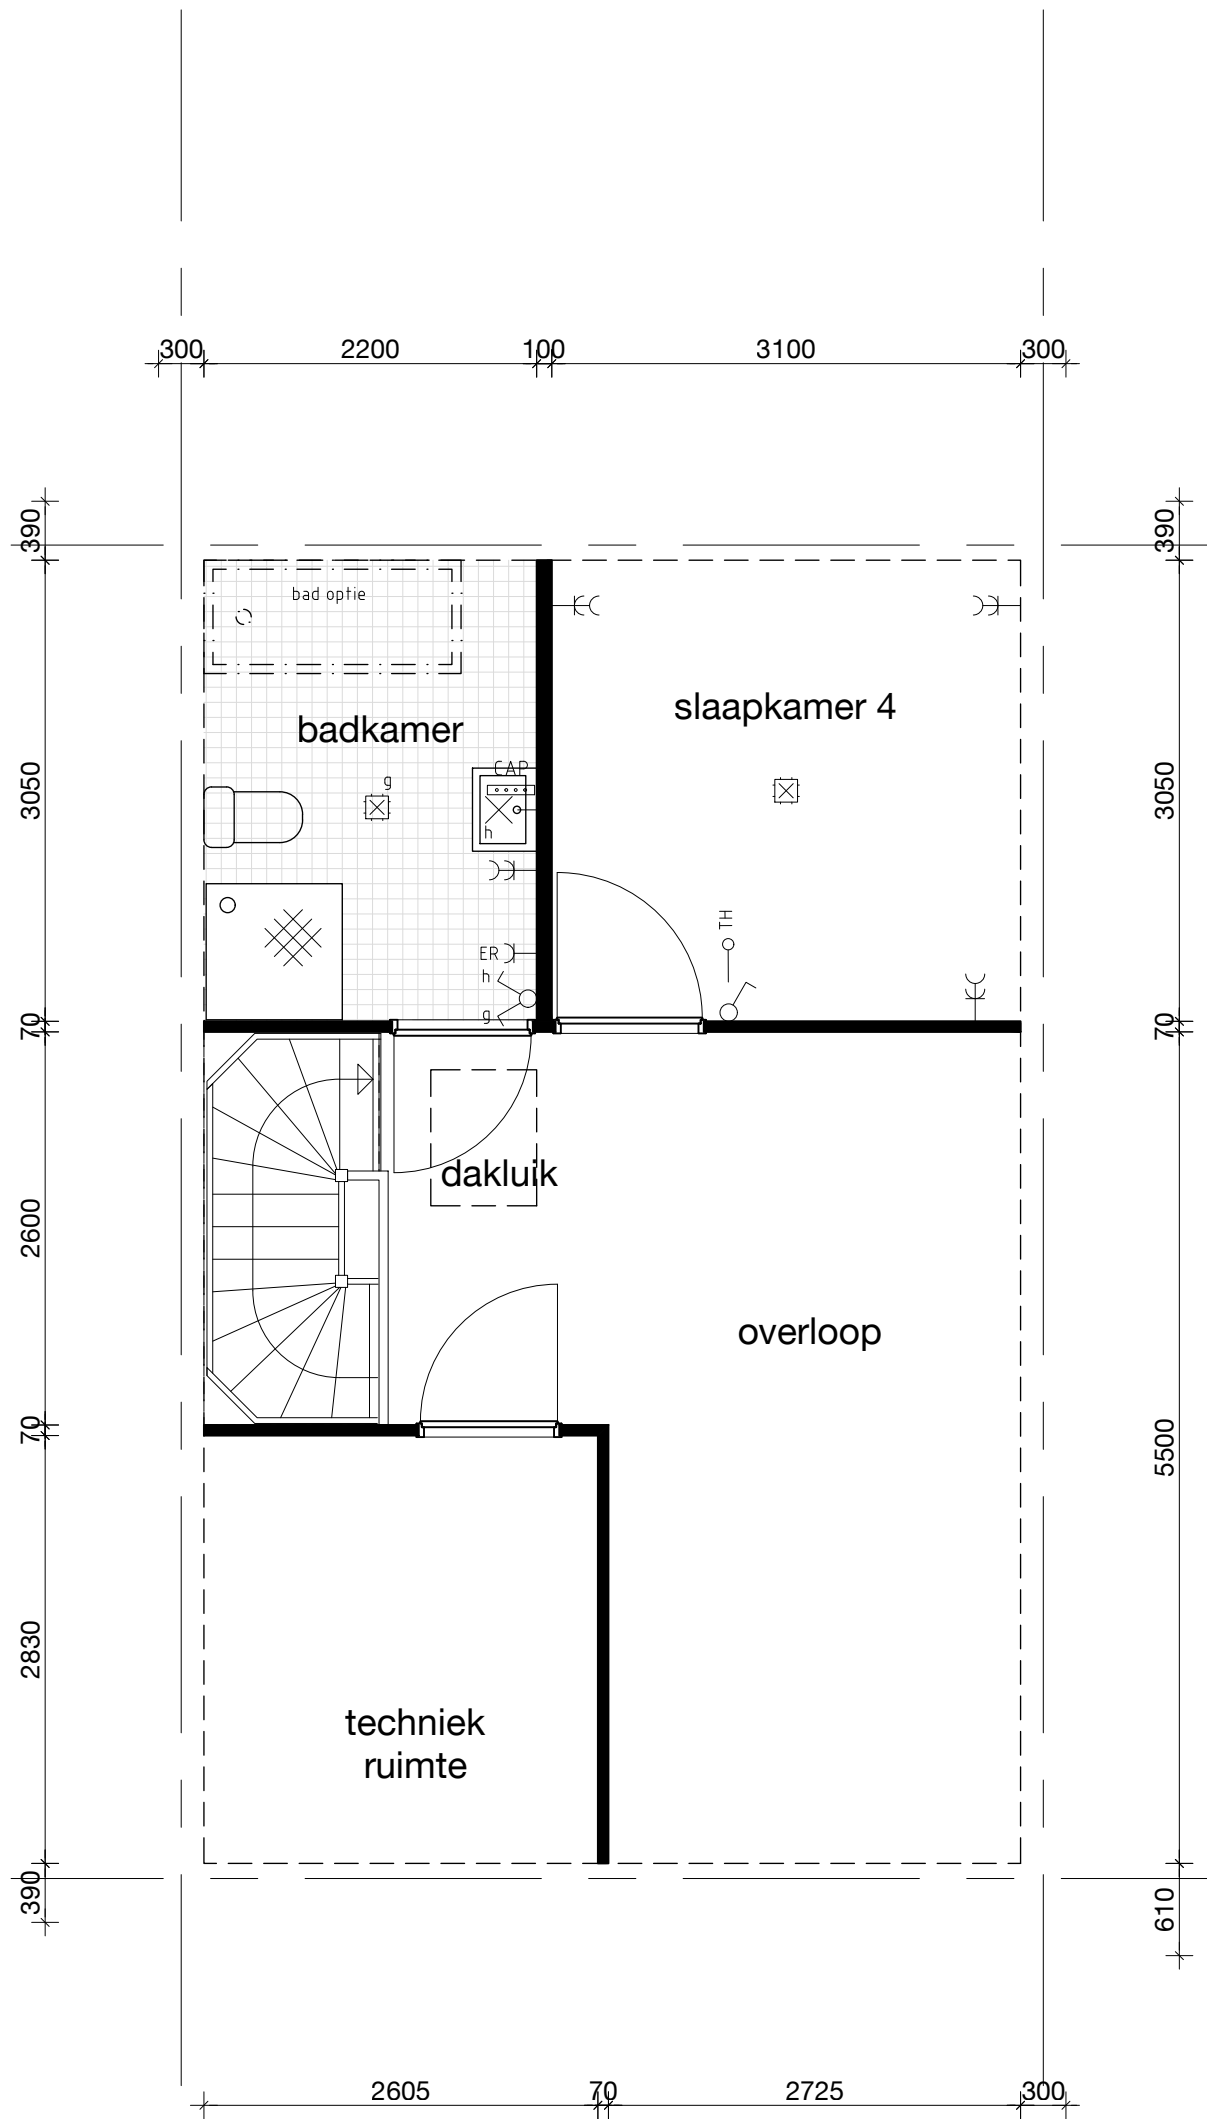 300 2200 100 3100 300
390
390
bad optie
slaapkamer 4
badkamer
CAP
g
3050
3050
h
TH
ER
h
g
70
70
dakluik
2600
overloop
70
5500
2830
techniek
ruimte
390
610
2605 70 2725 300